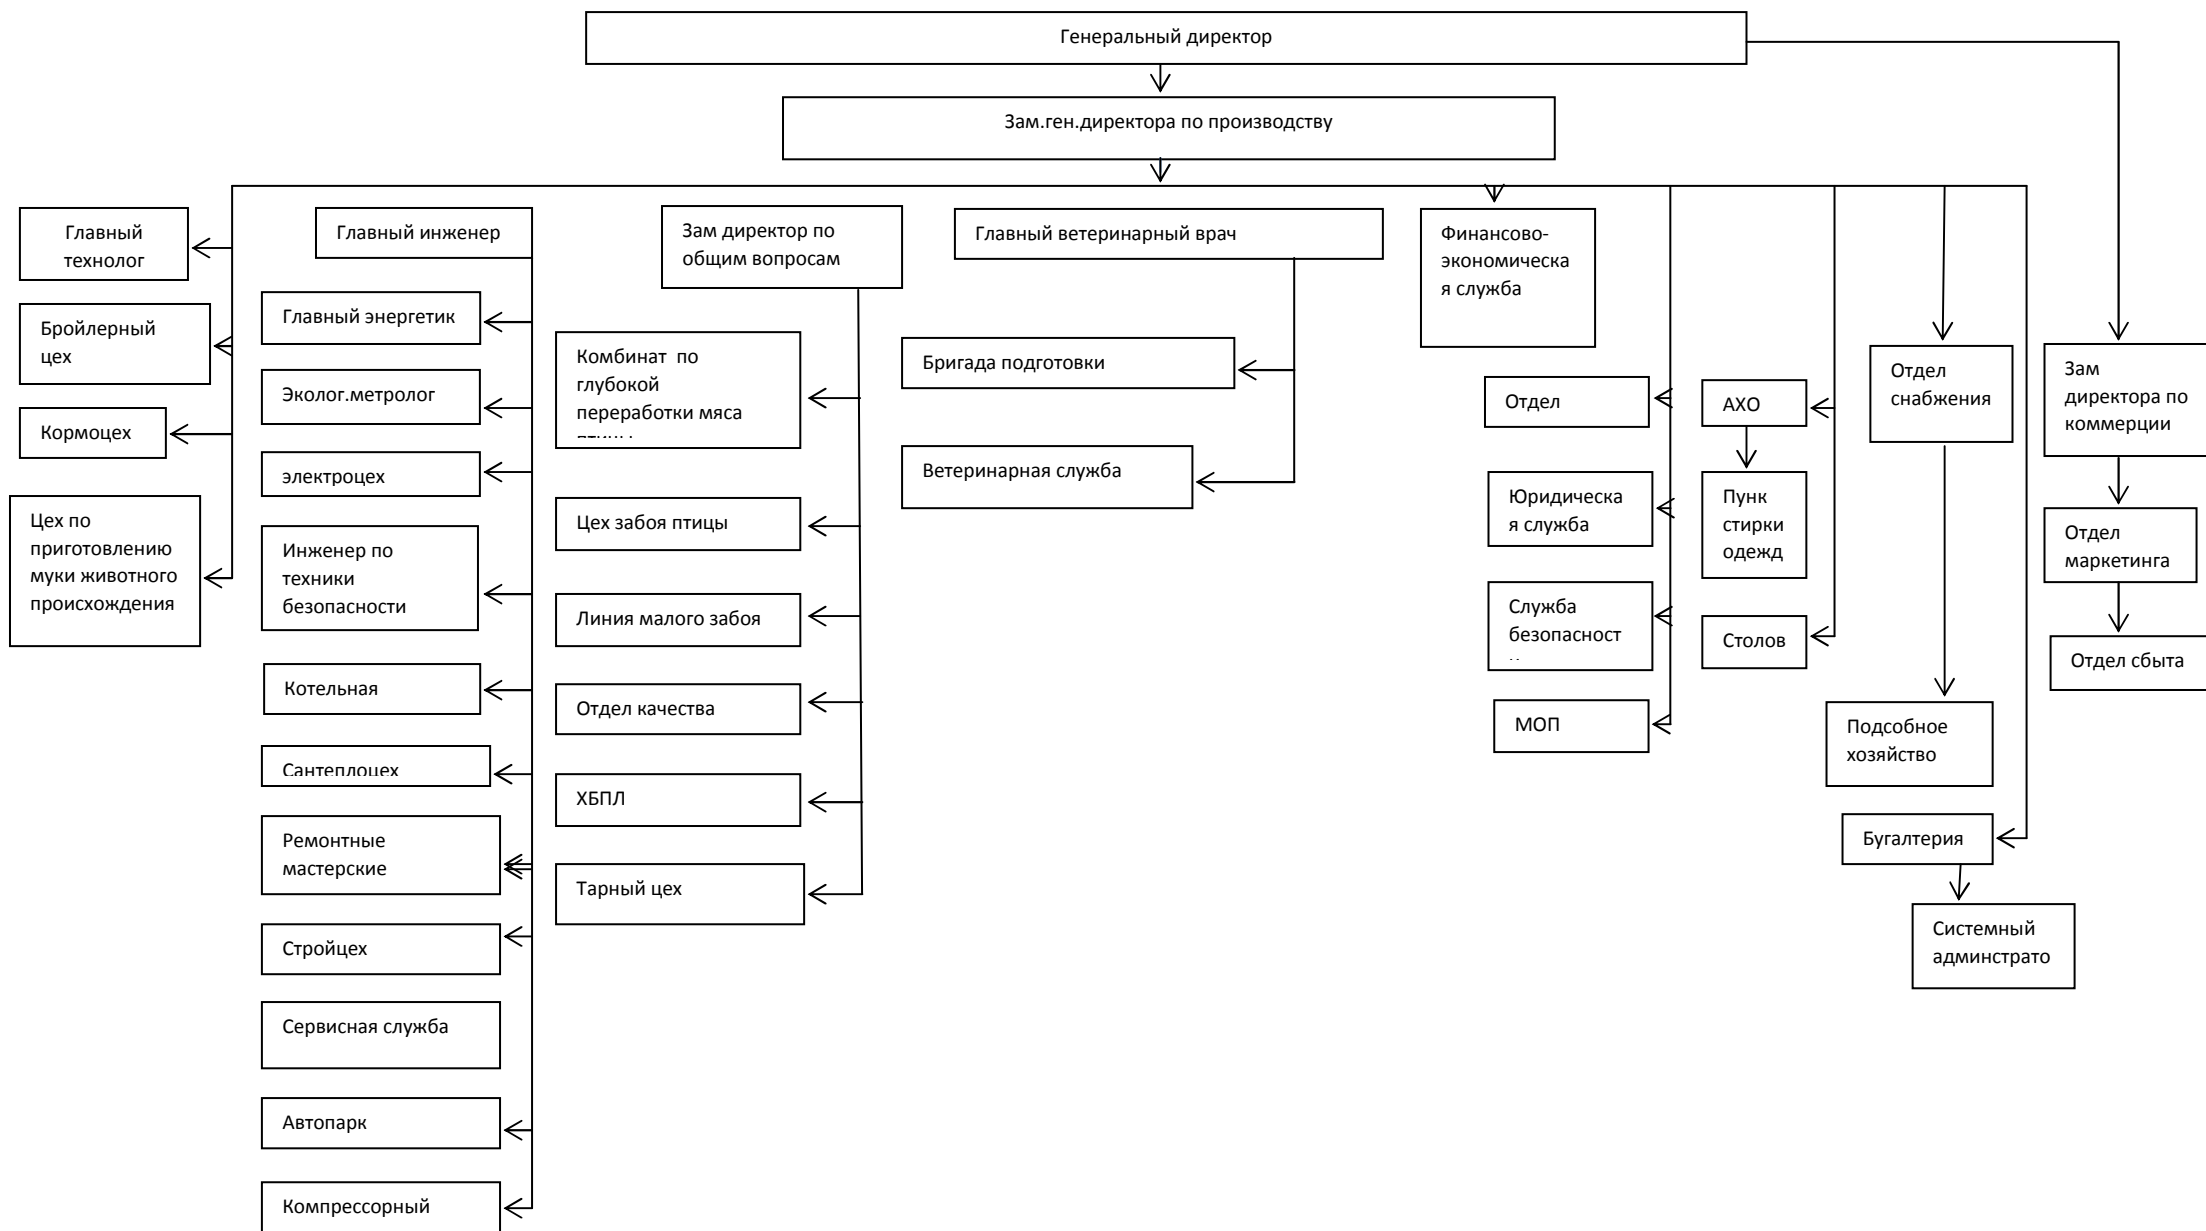 Генеральный директор
Зам.ген.директора по производству
Главный
технолог
Бройлерный
цех
Кормоцех
Цех по
приготовлению
муки животного
происхождения
Главный инженер
Главный энергетик
Эколог.метролог
электроцех
Инженер по
техники
безопасности
Котельная
Сантеплоцех
Ремонтные
мастерские
Стройцех
Сервисная служба
Автопарк
Компрессорный
Зам директор по
общим вопросам
Комбинат по
глубокой
переработки мяса
Цех забоя птицы
Линия малого забоя
Отдел качества
ХБПЛ
Тарный цех
Главный ветеринарный врач
Бригада подготовки
Ветеринарная служба
Финансово-
экономическа
я служба
Отдел
Юридическа
я служба
Служба
безопасност
МОП
АХО
Пунк
стирки
одежд
Столов
Отдел
снабжения
Подсобное
хозяйство
Бугалтерия
Системный
админстрато
Зам
директора по
коммерции
Отдел
маркетинга
Отдел сбыта